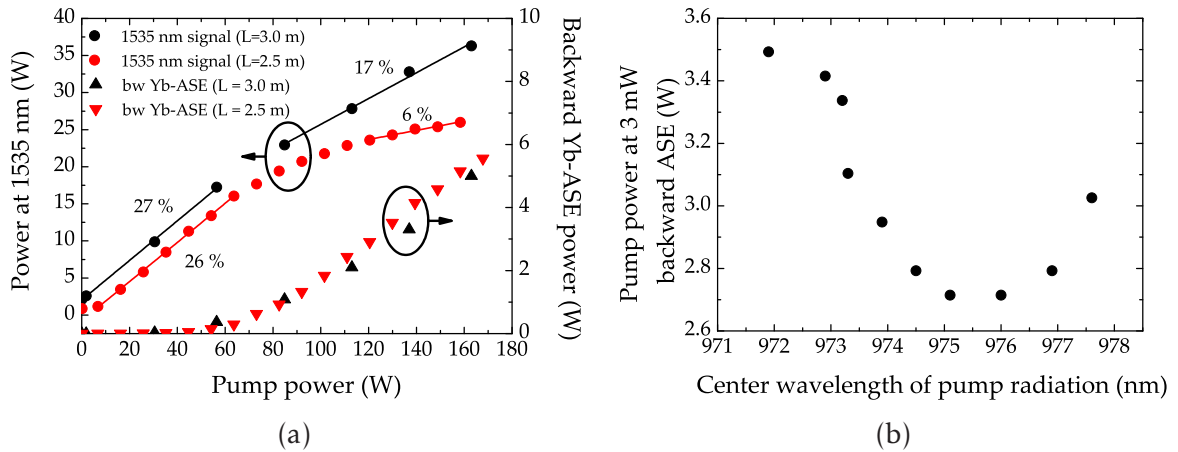 40
35
30
25
20
15
10
5
0
Power at 1535 nm (W)
1535 nm signal (L=3.0 m)
1535 nm signal (L=2.5 m)
bw Yb-ASE (L = 3.0 m)
bw Yb-ASE (L = 2.5 m)
17 %
6 %
27 %
26 %
10
8
6
4
2
0
Backward Yb-ASE power (W)
0 20 40 60 80 100 120 140 160 180
Pump power (W)
(a)
3.6
3.4
3.2
3.0
2.8
2.6
Pump power at 3 mW
backward ASE (W)
971 972 973 974 975 976 977 978
Center wavelength of pump radiation (nm)
(b)